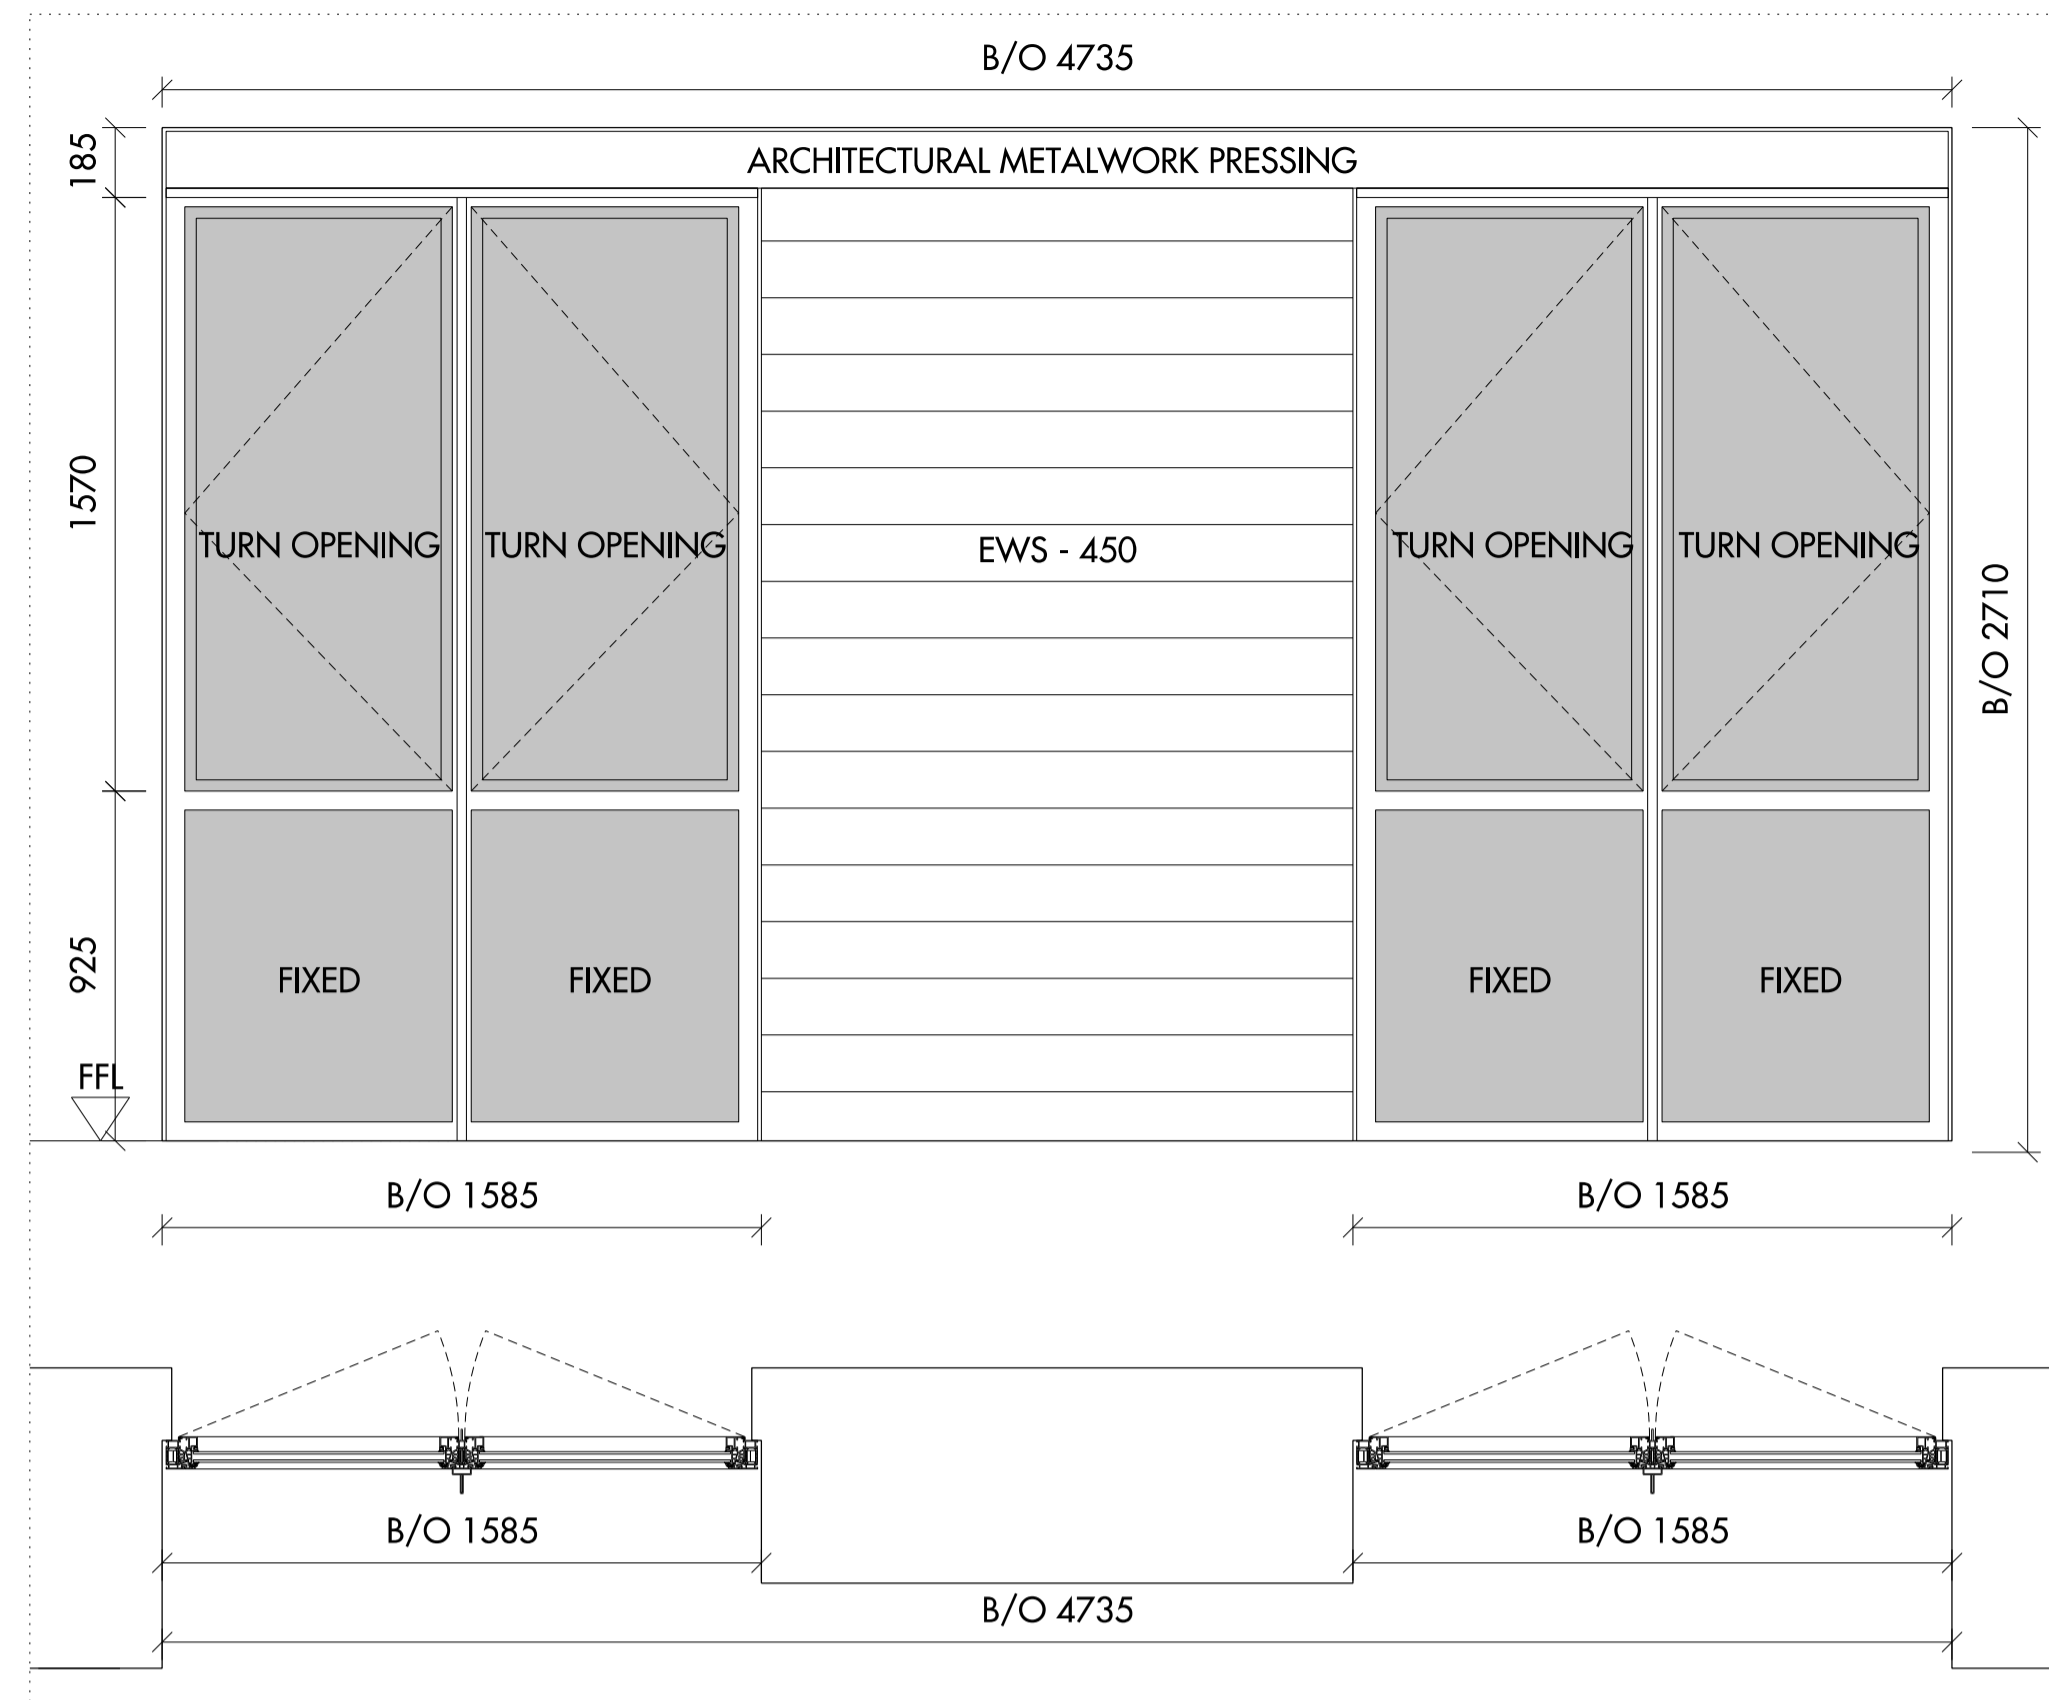 B/O 4735
185
ARCHITECTURAL METALWORK PRESSING
1570
TURN OPENING
TURN OPENING
EWS - 450
TURN OPENING
TURN OPENING
B/O 2710
925
FIXED
FIXED
FIXED
FIXED
FFL
B/O 1585
B/O 1585
B/O 1585
B/O 1585
B/O 4735